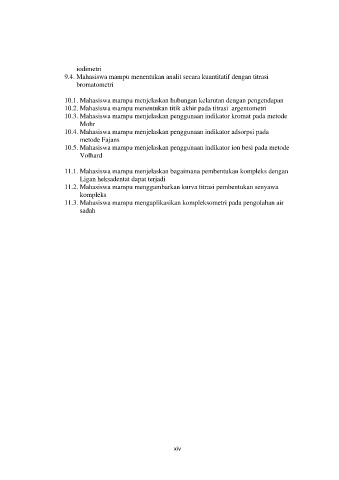 iodimetri
9.4. Mahasiswa mampu menentukan analit secara kuantitatif dengan titrasi
bromatometri
10.1. Mahasiswa mampu menjelaskan hubungan kelarutan dengan pengendapan
10.2. Mahasiswa mampu menentukan titik akhir pada titrasi argentometri
10.3. Mahasiswa mampu menjelaskan penggunaan indikator kromat pada metode
Mohr
10.4. Mahasiswa mampu menjelaskan penggunaan indikator adsorpsi pada
metode Fajans
10.5. Mahasiswa mampu menjelaskan penggunaan indikator ion besi pada metode
Volhard
11.1. Mahasiswa mampu menjelaskan bagaimana pembentukan kompleks dengan
Ligan heksadentat dapat terjadi
11.2. Mahasiswa mampu menggambarkan kurva titrasi pembentukan senyawa
kompleks
11.3. Mahasiswa mampu mengaplikasikan kompleksometri pada pengolahan air
sadah
xiv